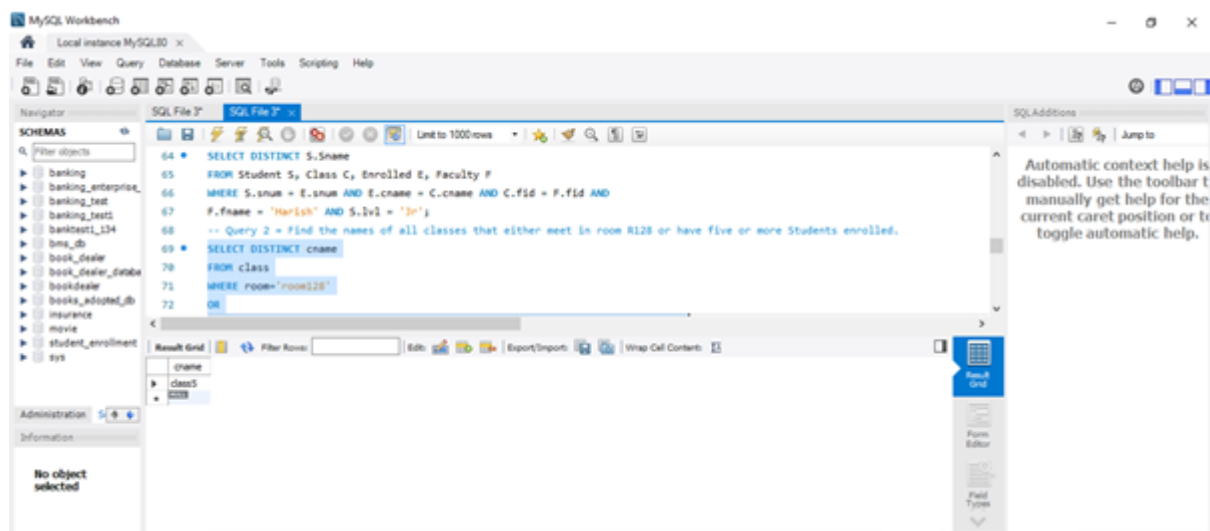 MySQL Workbench
Local instance MySQL80 ×
File Edit View Query Database Server Tools Scripting Help
Navigator
SCHEMAS
Filter objects
banking
banking_enterprise_
banking_test
banking_test1
banktest1_134
bms_db
book_dealer
book_dealer_databa
bookdealer
books_adopted_db
insurance
movie
student_enrollment
sys
Administration S
Information
No object
selected
SQL File 3* SQL File 3* ×
Limit to 1000 rows
64 SELECT DISTINCT S.Sname
65 FROM Student S, Class C, Enrolled E, Faculty F
66 WHERE S.snum = E.snum AND E.cname = C.cname AND C.fid = F.fid AND
67 F.fname = 'Harish' AND S.lvl = 'Jr';
68 -- Query 2 = Find the names of all classes that either meet in room R128 or have five or more Students enrolled.
69 SELECT DISTINCT cname
70 FROM class
71 WHERE room='room128'
72 OR
Result Grid Filter Rows: Edit: Export/Import: Wrap Cell Content:
cname
class5
NULL
Result
Grid
Form
Editor
Field
Types
SQLAdditions
Jump to
Automatic context help is
disabled. Use the toolbar t
manually get help for the
current caret position or to
toggle automatic help.